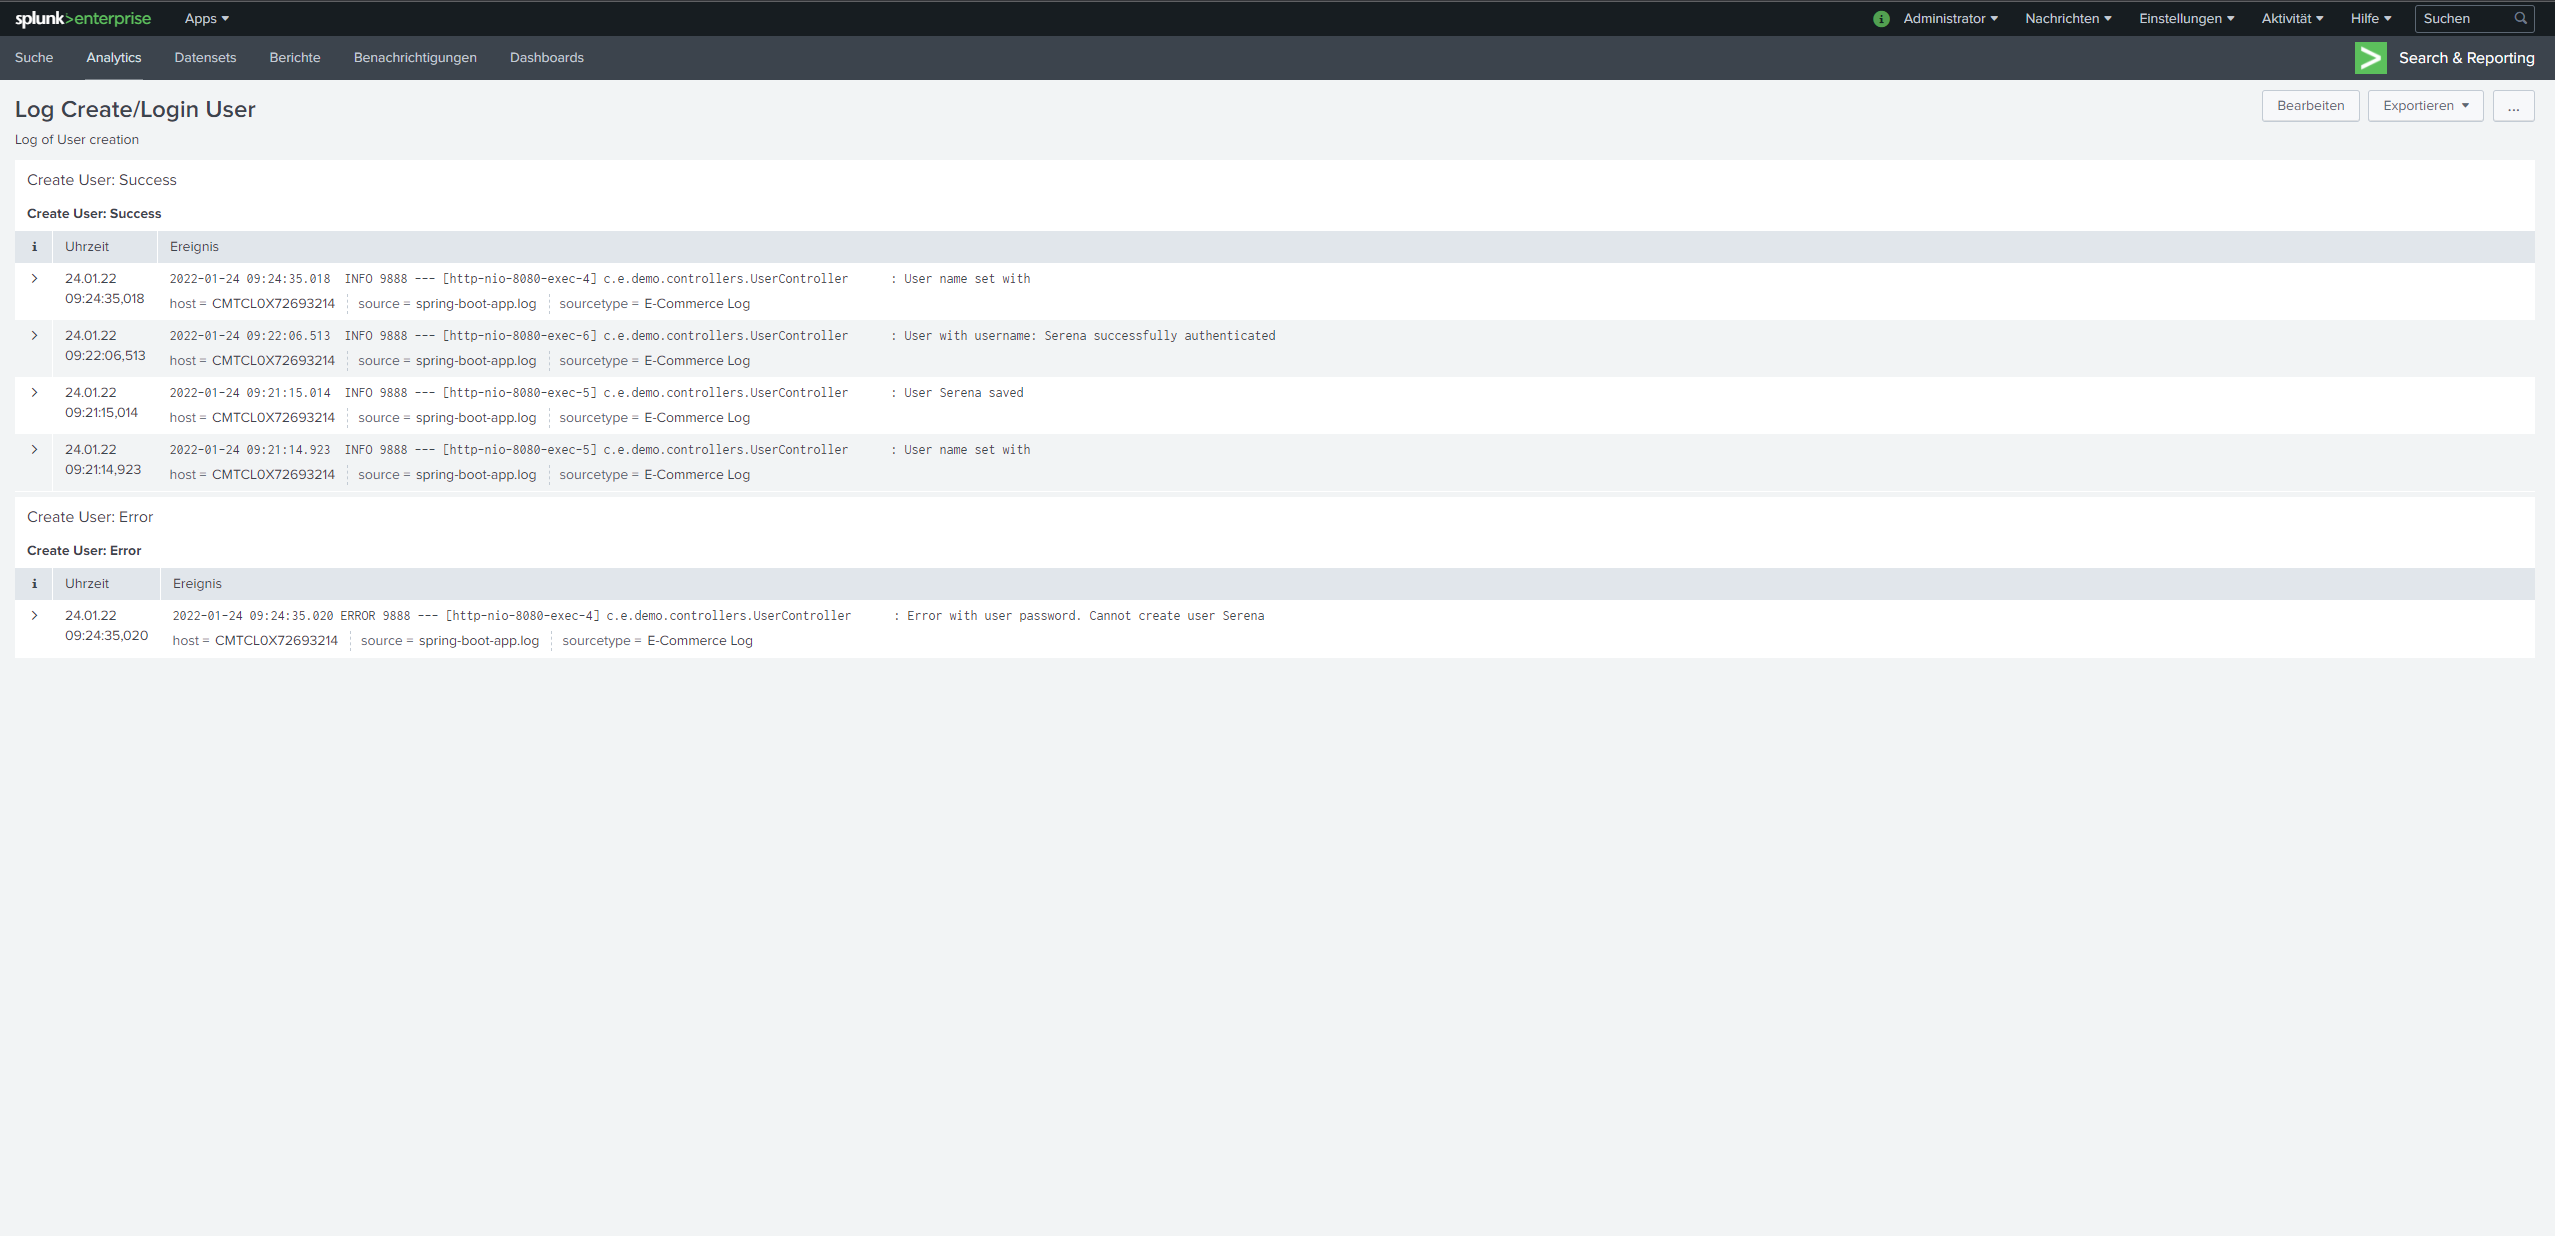 splunk>enterprise Apps Administrator Nachrichten Einstellungen Aktivität Hilfe Suchen
Suche Analytics Datensets Berichte Benachrichtigungen Dashboards Search & Reporting
Log Create/Login User Bearbeiten Exportieren ...
Log of User creation
Create User: Success
Create User: Success
i Uhrzeit Ereignis
24.01.22 2022-01-24 09:24:35.018  INFO 9888 --- [http-nio-8080-exec-4] c.e.demo.controllers.UserController      : User name set with
09:24:35,018 host = CMTCL0X72693214 source = spring-boot-app.log sourcetype = E-Commerce Log
24.01.22 2022-01-24 09:22:06.513  INFO 9888 --- [http-nio-8080-exec-6] c.e.demo.controllers.UserController      : User with username: Serena successfully authenticated
09:22:06,513 host = CMTCL0X72693214 source = spring-boot-app.log sourcetype = E-Commerce Log
24.01.22 2022-01-24 09:21:15.014  INFO 9888 --- [http-nio-8080-exec-5] c.e.demo.controllers.UserController      : User Serena saved
09:21:15,014 host = CMTCL0X72693214 source = spring-boot-app.log sourcetype = E-Commerce Log
24.01.22 2022-01-24 09:21:14.923  INFO 9888 --- [http-nio-8080-exec-5] c.e.demo.controllers.UserController      : User name set with
09:21:14,923 host = CMTCL0X72693214 source = spring-boot-app.log sourcetype = E-Commerce Log
Create User: Error
Create User: Error
i Uhrzeit Ereignis
24.01.22 2022-01-24 09:24:35.020 ERROR 9888 --- [http-nio-8080-exec-4] c.e.demo.controllers.UserController      : Error with user password. Cannot create user Serena
09:24:35,020 host = CMTCL0X72693214 source = spring-boot-app.log sourcetype = E-Commerce Log